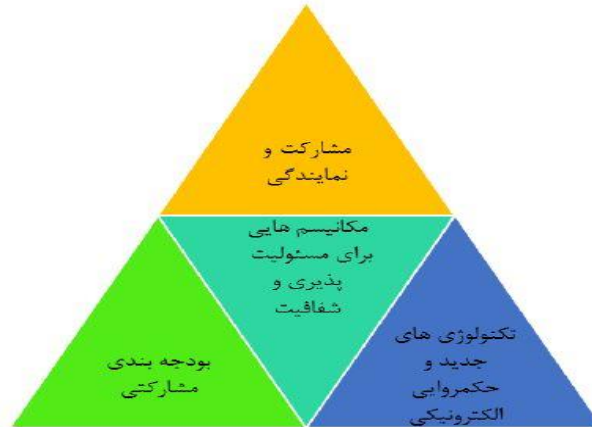 مشارکت و
نمایندگی
مکانیسم هایی
برای مسئولیت
پذیری و
شفافیت
بودجه بندی
مشارکتی
تکنولوژی های
جدید و
حکمروایی
الکترونیکی